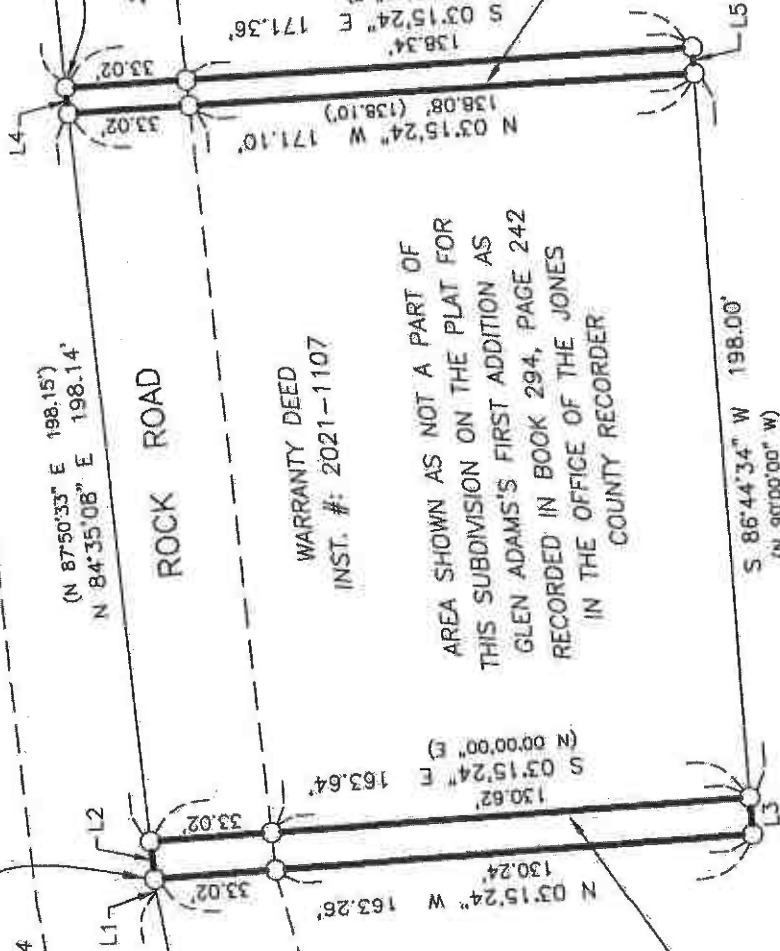 4
L4
33.02'
33.02'
S 03°15'24" E 171.36'
138.34'
138.08' (138.10')
N 03°15'24" W 171.10'
L5
(N 87°50'33" E 198.15')
N 84°35'08" E 198.14'
ROCK ROAD
WARRANTY DEED
INST. #: 2021-1107
AREA SHOWN AS NOT A PART OF
THIS SUBDIVISION ON THE PLAT FOR
GLEN ADAMS'S FIRST ADDITION AS
RECORDED IN BOOK 294, PAGE 242
IN THE OFFICE OF THE JONES
COUNTY RECORDER
L1
L2
33.02'
33.02'
(N 00°00'00" E)
S 03°15'24" E 163.64'
130.62'
130.24'
N 03°15'24" W 163.26'
L3
S 86°44'34" W 198.00'
(N 90°00'00" W)